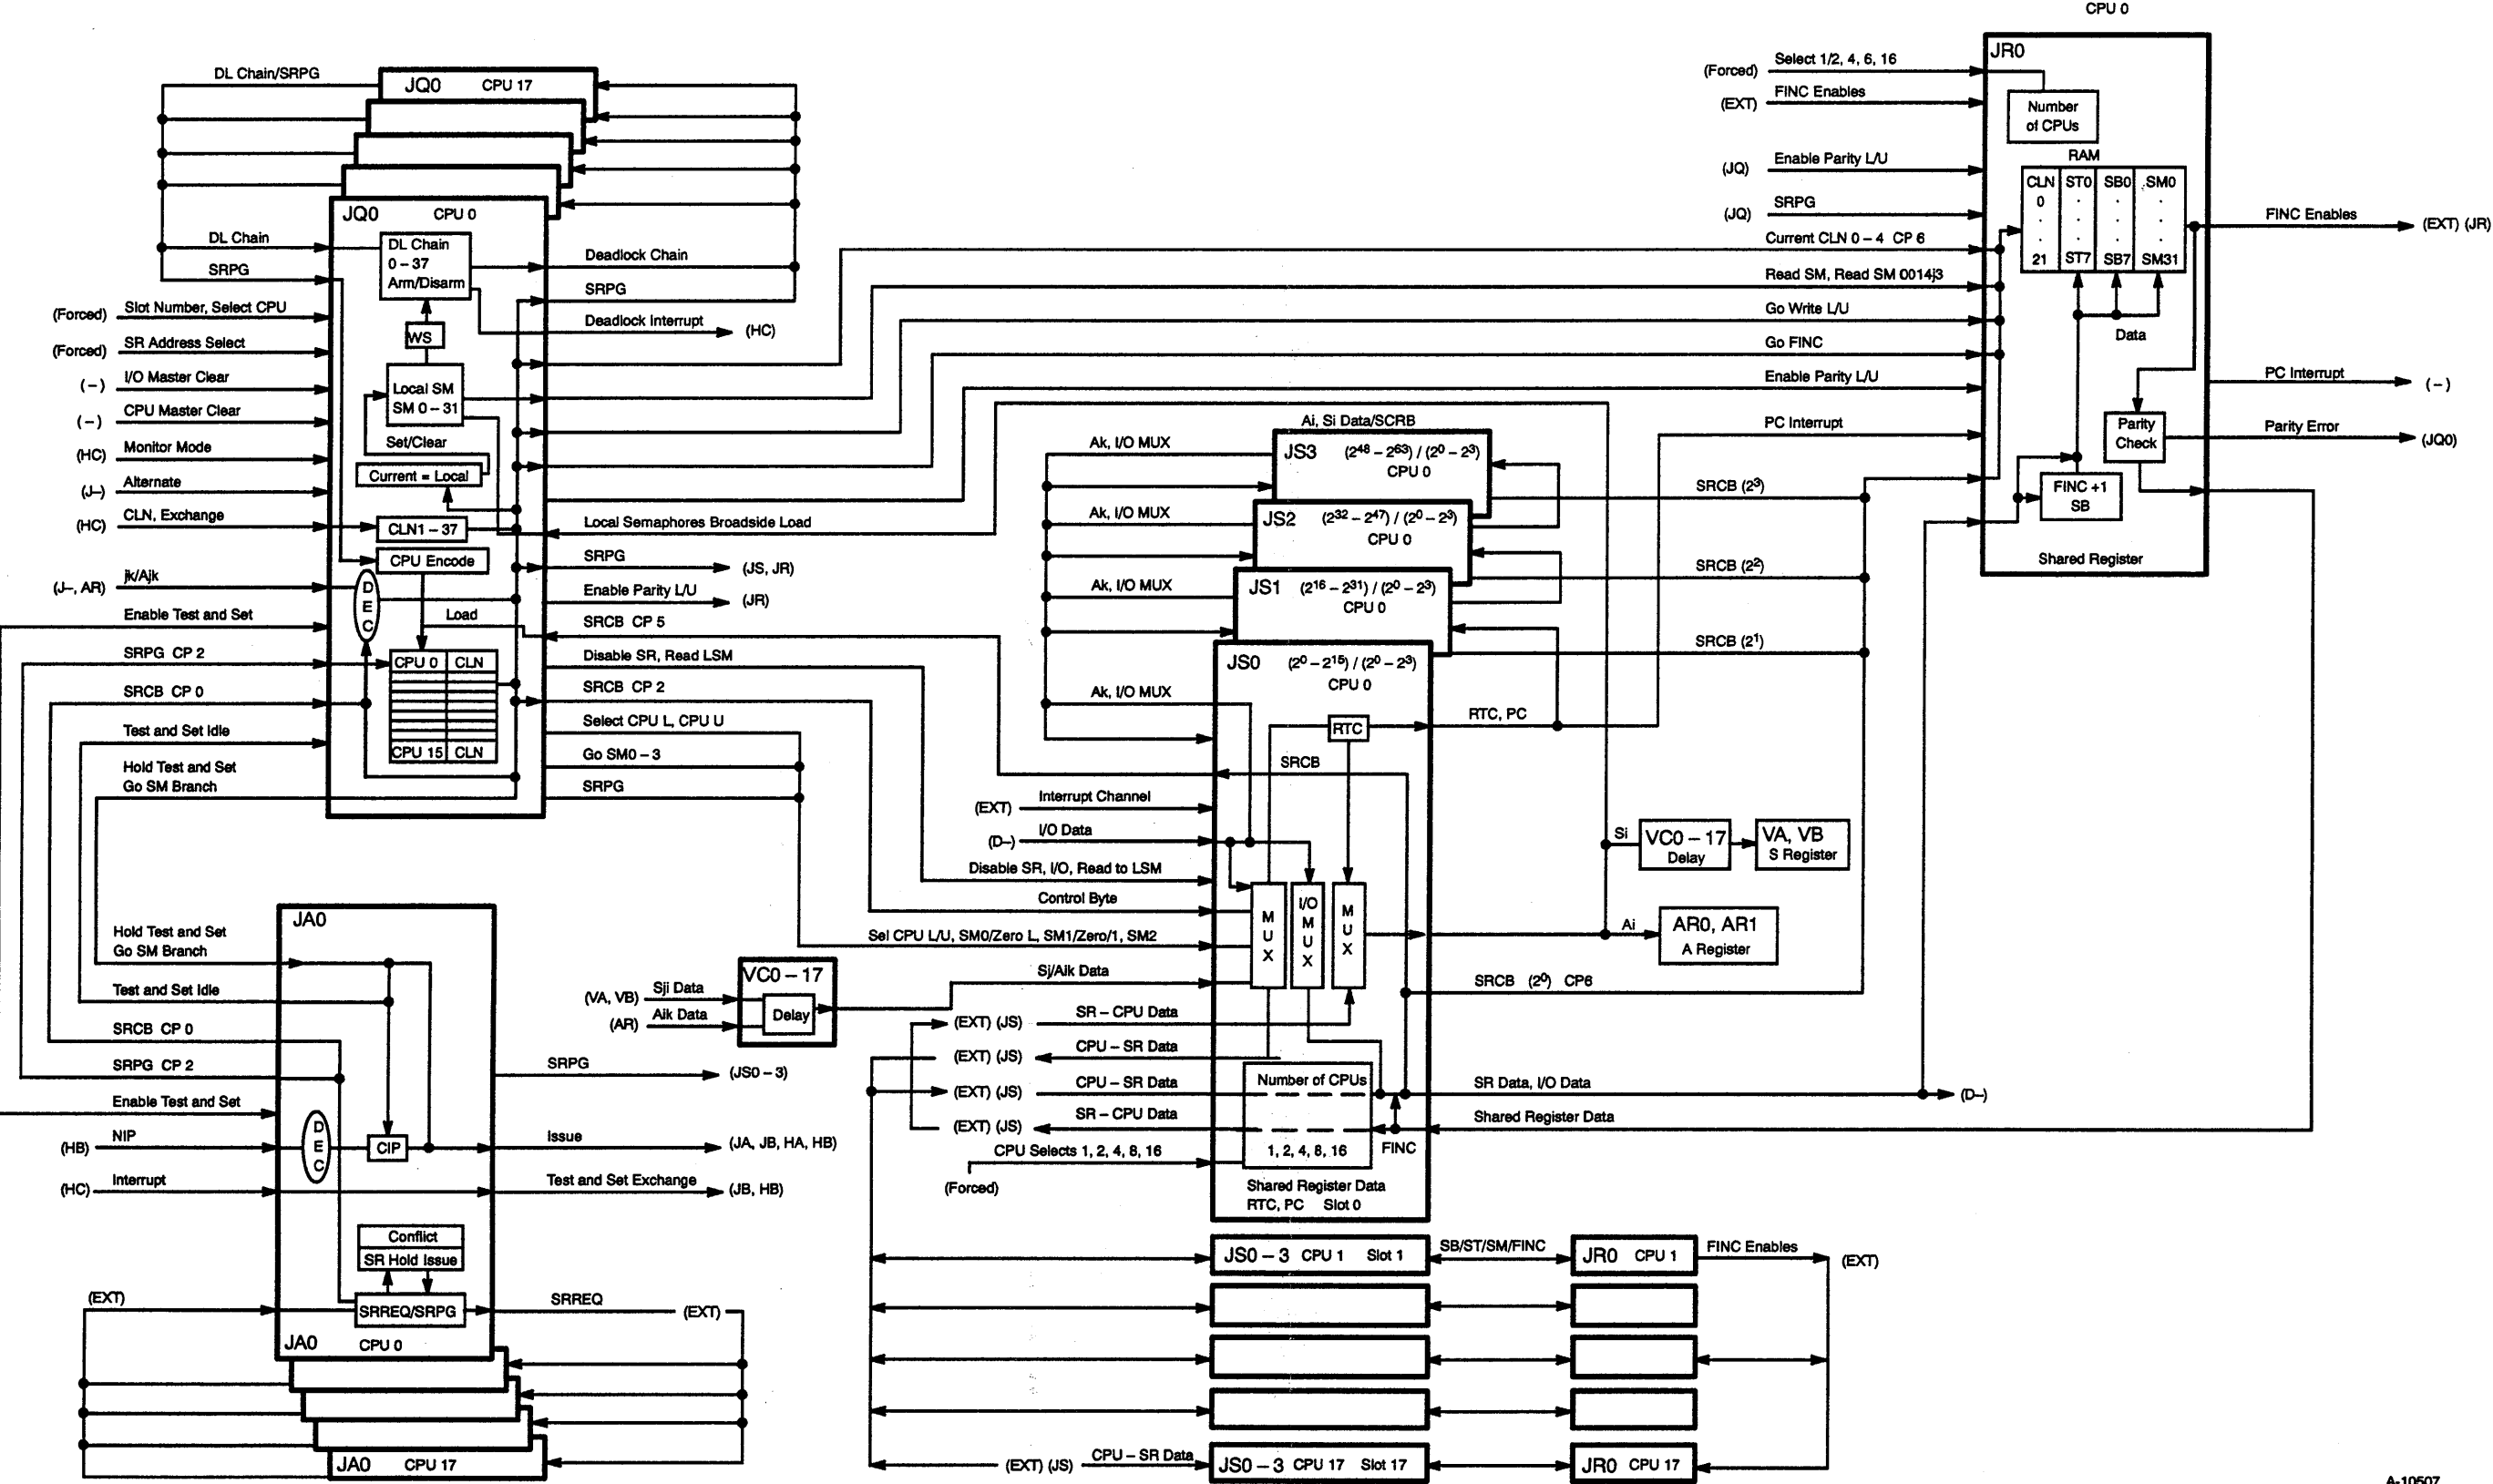 CPU 0
JR0
(Forced) Select 1/2, 4, 6, 16
(EXT) FINC Enables
Number
of CPUs
RAM
(JQ) Enable Parity L/U
(JQ) SRPG
CLN ST0 SB0 SM0
0 . . .
. . . .
. . . .
21 ST7 SB7 SM31
FINC Enables (EXT) (JR)
Current CLN 0 – 4 CP 6
Read SM, Read SM 0014j3
Go Write L/U
Go FINC
Enable Parity L/U
PC Interrupt
Data
PC Interrupt (–)
Parity
Check
Parity Error (JQ0)
FINC +1
SB
Shared Register
DL Chain/SRPG
JQ0 CPU 17
JQ0 CPU 0
DL Chain
SRPG
DL Chain
0 – 37
Arm/Disarm
Deadlock Chain
SRPG
Deadlock Interrupt (HC)
(Forced) Slot Number, Select CPU
(Forced) SR Address Select
(–) I/O Master Clear
(–) CPU Master Clear
(HC) Monitor Mode
(J–) Alternate
(HC) CLN, Exchange
WS
Local SM
SM 0 – 31
Set/Clear
Current = Local
CLN1 – 37
CPU Encode
Local Semaphores Broadside Load
SRPG (JS, JR)
Enable Parity L/U (JR)
(J–, AR) jk/Ajk
Enable Test and Set
SRPG CP 2
SRCB CP 0
Test and Set Idle
Hold Test and Set
Go SM Branch
D
E
C
Load
CPU 0 CLN
CPU 15 CLN
SRCB CP 5
Disable SR, Read LSM
SRCB CP 2
Select CPU L, CPU U
Go SM0 – 3
SRPG
Ai, Si Data/SCRB
Ak, I/O MUX
JS3 (2⁴⁸ – 2⁶³) / (2⁰ – 2³)
CPU 0
SRCB (2³)
Ak, I/O MUX
JS2 (2³² – 2⁴⁷) / (2⁰ – 2³)
CPU 0
SRCB (2²)
Ak, I/O MUX
JS1 (2¹⁶ – 2³¹) / (2⁰ – 2³)
CPU 0
SRCB (2¹)
JS0 (2⁰ – 2¹⁵) / (2⁰ – 2³)
CPU 0
Ak, I/O MUX
RTC
RTC, PC
SRCB
(EXT) Interrupt Channel
(D–) I/O Data
Disable SR, I/O, Read to LSM
Control Byte
Sel CPU L/U, SM0/Zero L, SM1/Zero/1, SM2
Sj/Aik Data
M
U
X
I/O
M
U
X
M
U
X
Si
VC0 – 17
Delay
VA, VB
S Register
Ai
AR0, AR1
A Register
SRCB (2⁰) CP6
VC0 – 17
(VA, VB) Sji Data
(AR) Aik Data
Delay
(EXT) (JS) SR – CPU Data
(EXT) (JS) CPU – SR Data
(EXT) (JS) CPU – SR Data
(EXT) (JS) SR – CPU Data
CPU Selects 1, 2, 4, 8, 16
(Forced)
Number of CPUs
1, 2, 4, 8, 16
FINC
SR Data, I/O Data (D–)
Shared Register Data
Shared Register Data
RTC, PC Slot 0
JA0
Hold Test and Set
Go SM Branch
Test and Set Idle
SRCB CP 0
SRPG CP 2
Enable Test and Set
(HB) NIP
(HC) Interrupt
D
E
C
CIP
SRPG (JS0 – 3)
Issue (JA, JB, HA, HB)
Test and Set Exchange (JB, HB)
Conflict
SR Hold Issue
(EXT)
SRREQ/SRPG
SRREQ (EXT)
JA0 CPU 0
JA0 CPU 17
JS0 – 3 CPU 1 Slot 1
SB/ST/SM/FINC
JR0 CPU 1
FINC Enables
(EXT)
(EXT) (JS) CPU – SR Data
JS0 – 3 CPU 17 Slot 17
JR0 CPU 17
A-10507